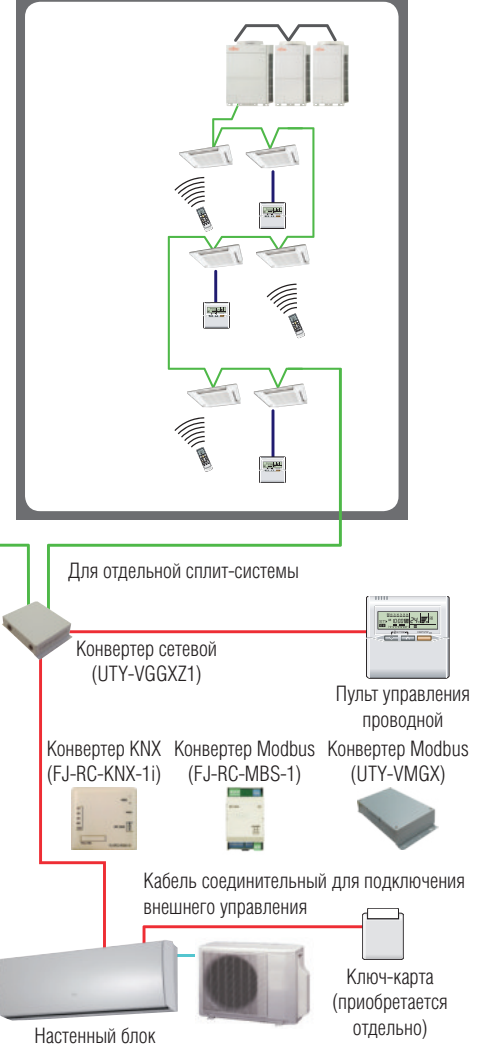 Для отдельной сплит-системы
Конвертер сетевой
(UTY-VGGXZ1)
Пульт управления
проводной
Конвертер KNX
(FJ-RC-KNX-1i)
Конвертер Modbus
(FJ-RC-MBS-1)
Конвертер Modbus
(UTY-VMGX)
Кабель соединительный для подключения
внешнего управления
Ключ-карта
(приобретается
отдельно)
Настенный блок